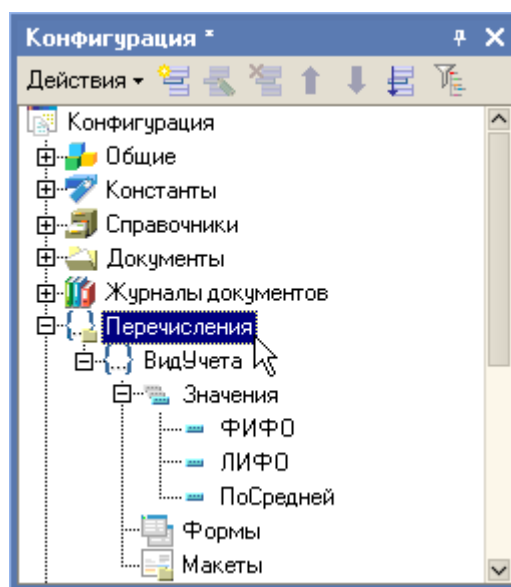 Конфигурация *
Действия
Конфигурация
Общие
Константы
Справочники
Документы
Журналы документов
Перечисления
ВидУчета
Значения
ФИФО
ЛИФО
ПоСредней
Формы
Макеты